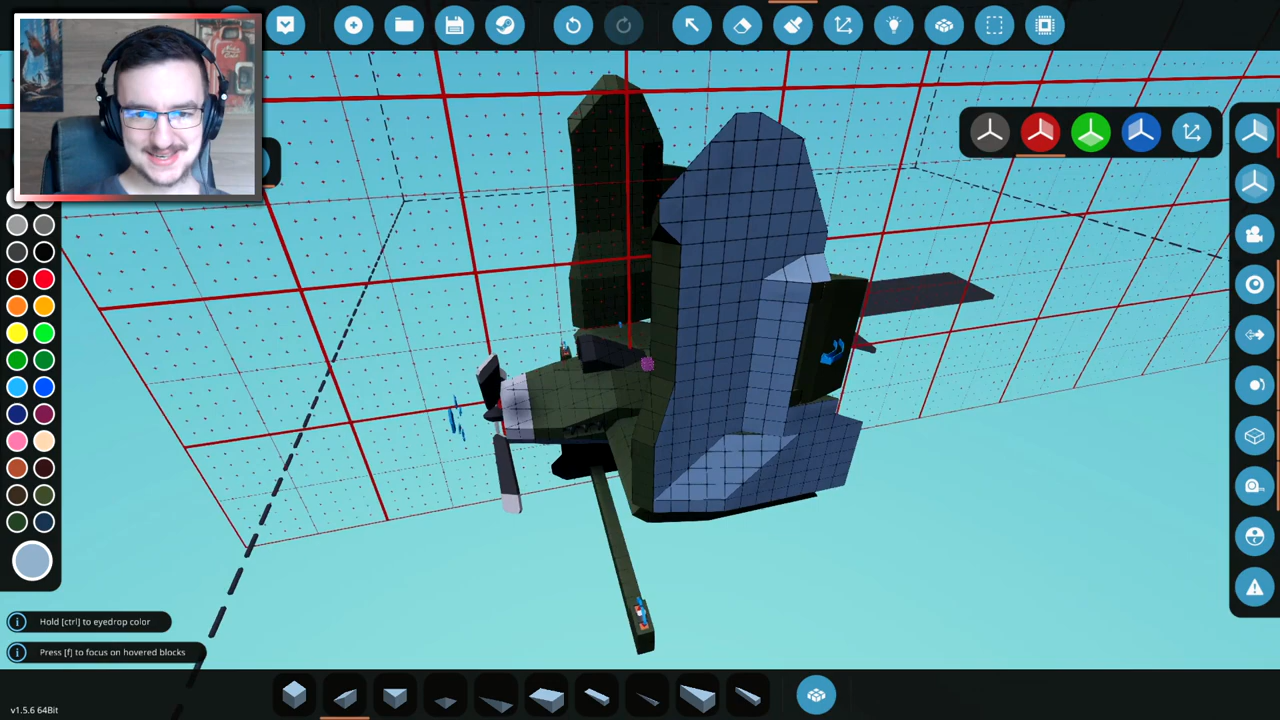 Hold [ctrl] to eyedrop color
Press [f] to focus on hovered blocks
v1.5.6 64Bit